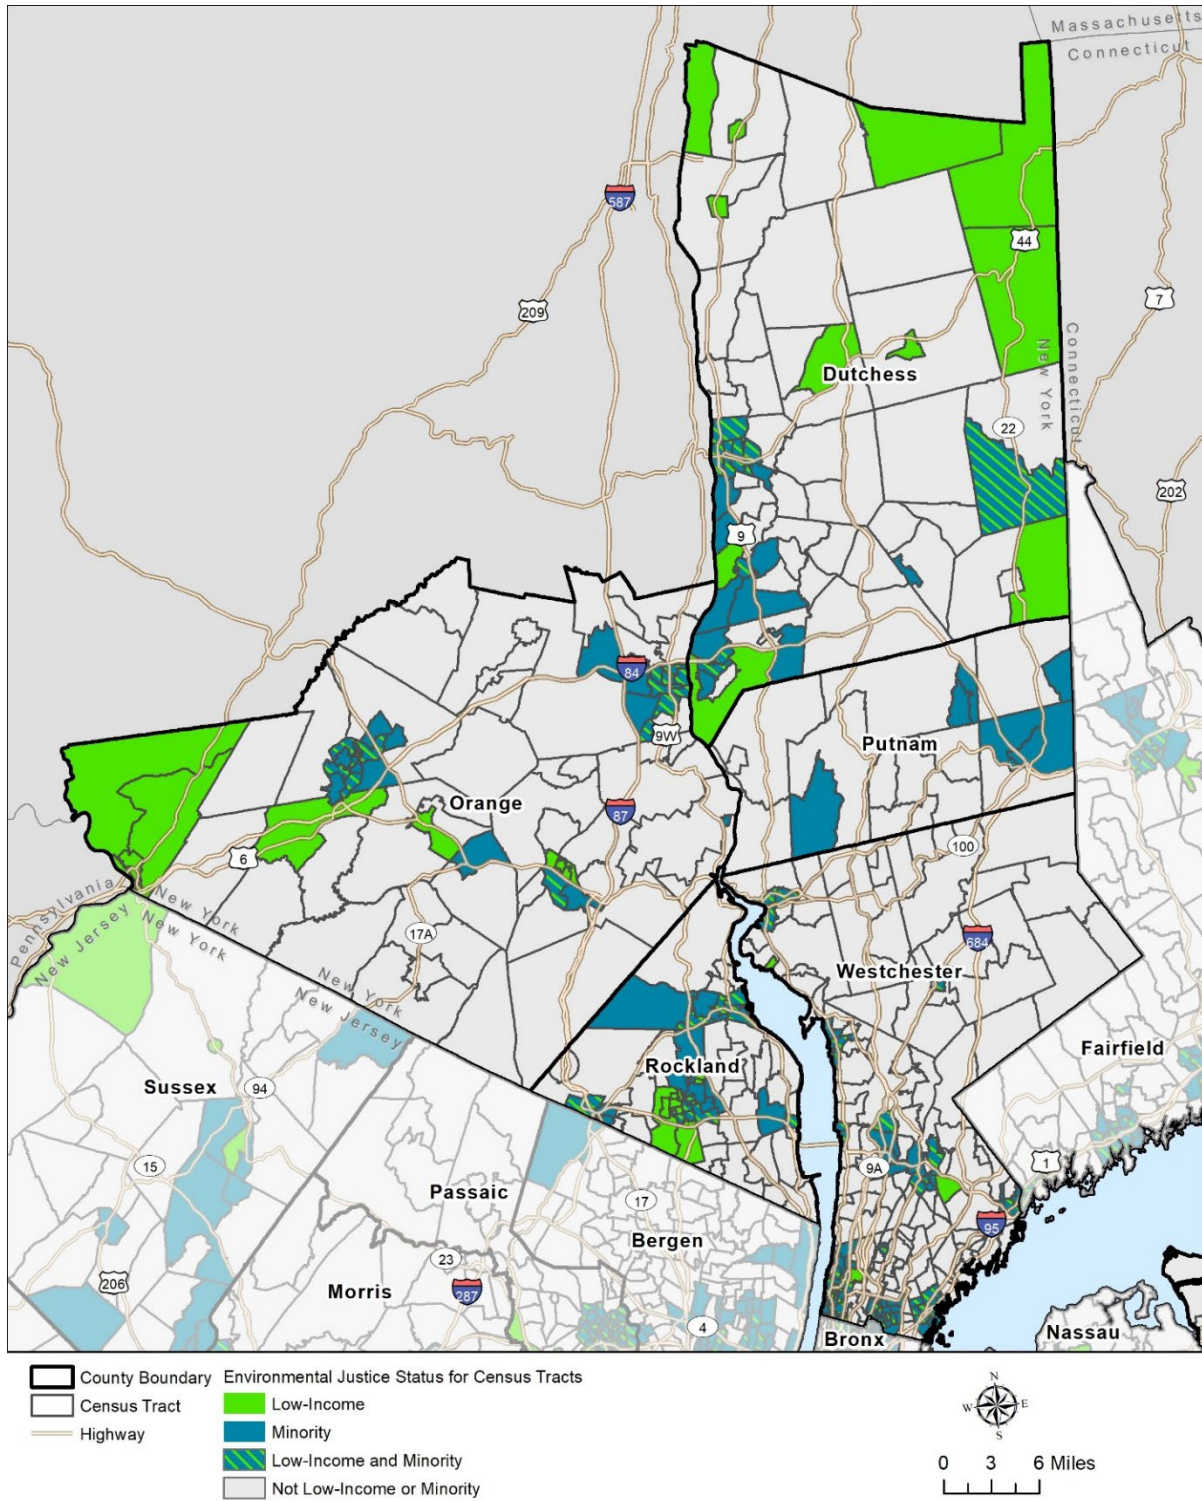 Massachusetts
Connecticut
587
44
7
209
Connecticut
New York
Dutchess
22
202
9
84
9W
Putnam
Orange
87
6
100
Pennsylvania
New York
New Jersey
New York
17A
684
Westchester
New York
New Jersey
Fairfield
Rockland
Sussex
94
15
1
9A
Passaic
17
95
Bergen
23
206
Morris
287
4
Bronx
Nassau
County Boundary
Census Tract
Highway
Environmental Justice Status for Census Tracts
Low-Income
Minority
Low-Income and Minority
Not Low-Income or Minority
N
W E
S
0 3 6 Miles